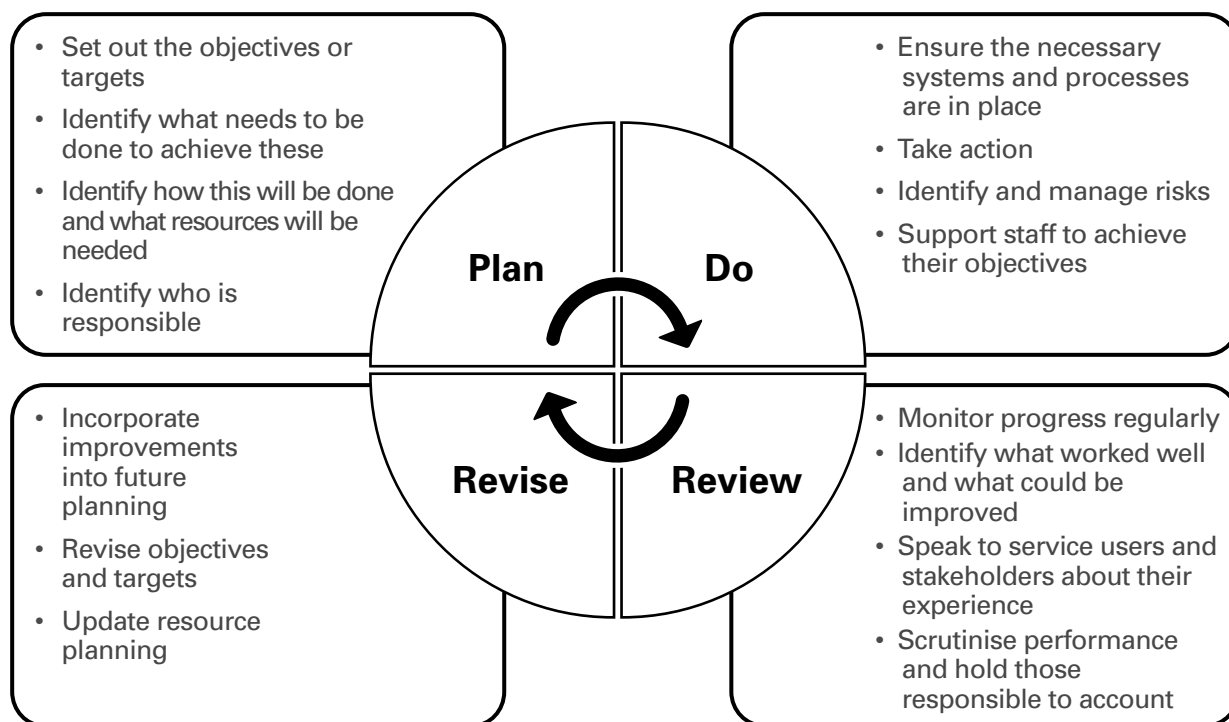 • Set out the objectives or
targets
• Identify what needs to be
done to achieve these
• Identify how this will be done
and what resources will be
needed
• Identify who is
responsible
• Ensure the necessary
systems and processes
are in place
• Take action
• Identify and manage risks
• Support staff to achieve
their objectives
Plan
Do
Revise
Review
• Incorporate
improvements
into future
planning
• Revise objectives
and targets
• Update resource
planning
• Monitor progress regularly
• Identify what worked well
and what could be
improved
• Speak to service users and
stakeholders about their
experience
• Scrutinise performance
and hold those
responsible to account